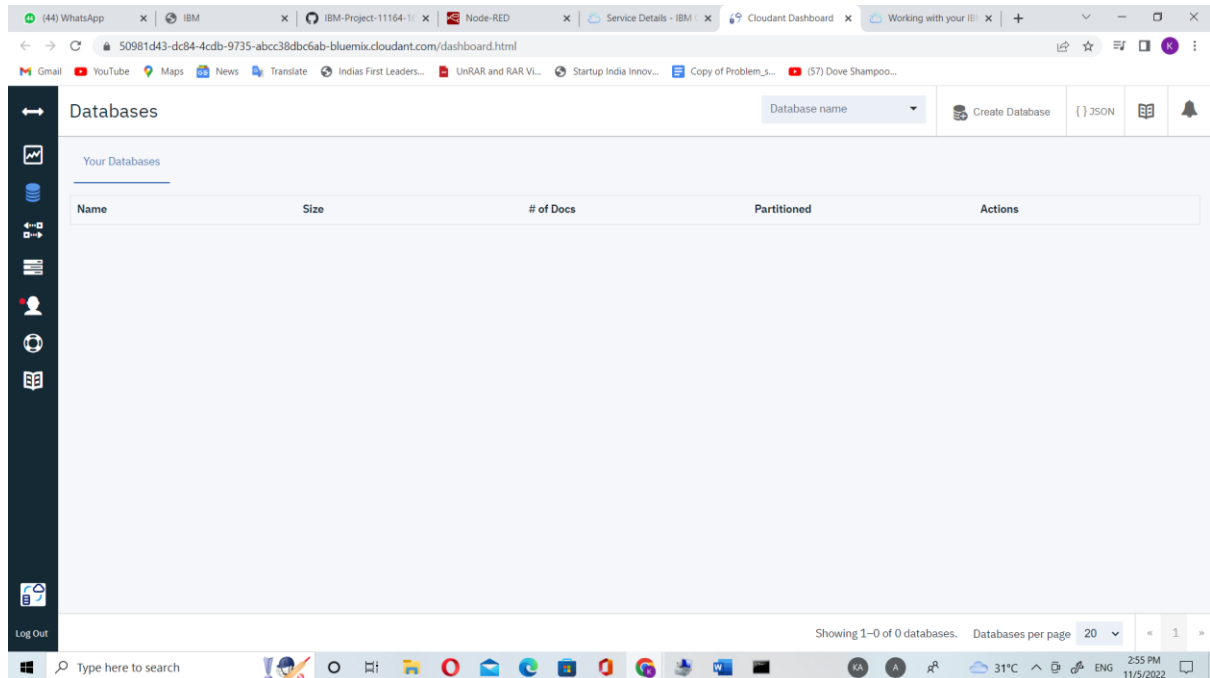 (44) WhatsApp
IBM
IBM-Project-11164-16
Node-RED
Service Details - IBM C
Cloudant Dashboard
Working with your IB
50981d43-dc84-4cdb-9735-abcc38dbc6ab-bluemix.cloudant.com/dashboard.html
K
Gmail
YouTube
Maps
News
Translate
Indias First Leaders...
UnRAR and RAR Vi...
Startup India Innov...
Copy of Problem_s...
(57) Dove Shampoo...
Databases
Database name
Create Database
{ } JSON
Your Databases
Name Size # of Docs Partitioned Actions
Showing 1–0 of 0 databases. Databases per page 20 « 1 »
Log Out
Type here to search
KA
A
31°C
ENG
2:55 PM
11/5/2022